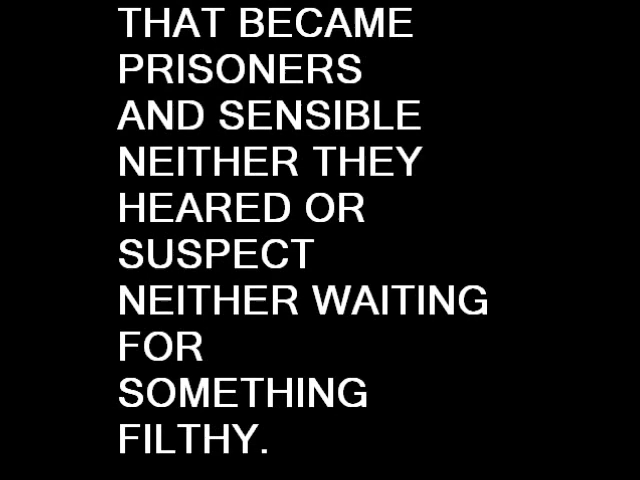 THAT BECAME
PRISONERS
AND SENSIBLE
NEITHER THEY
HEARED OR
SUSPECT
NEITHER WAITING
FOR
SOMETHING
FILTHY.